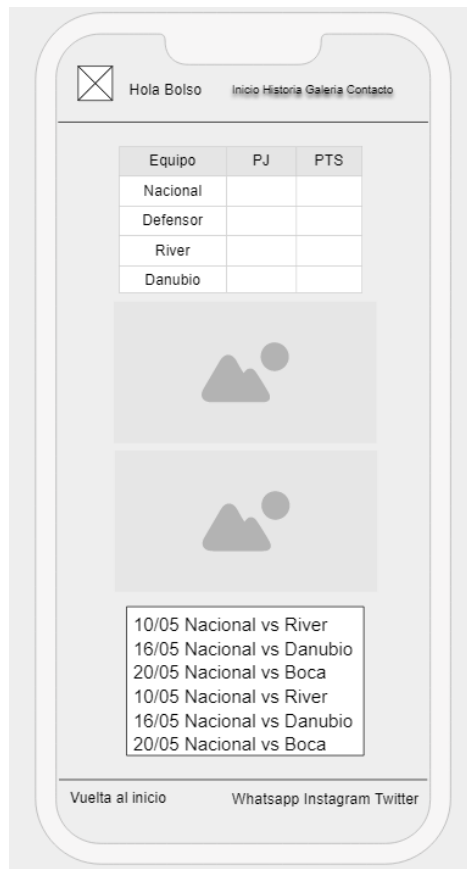 Hola Bolso Inicio Historia Galeria Contacto
Equipo PJ PTS
Nacional
Defensor
River
Danubio
10/05 Nacional vs River
16/05 Nacional vs Danubio
20/05 Nacional vs Boca
10/05 Nacional vs River
16/05 Nacional vs Danubio
20/05 Nacional vs Boca
Vuelta al inicio Whatsapp Instagram Twitter